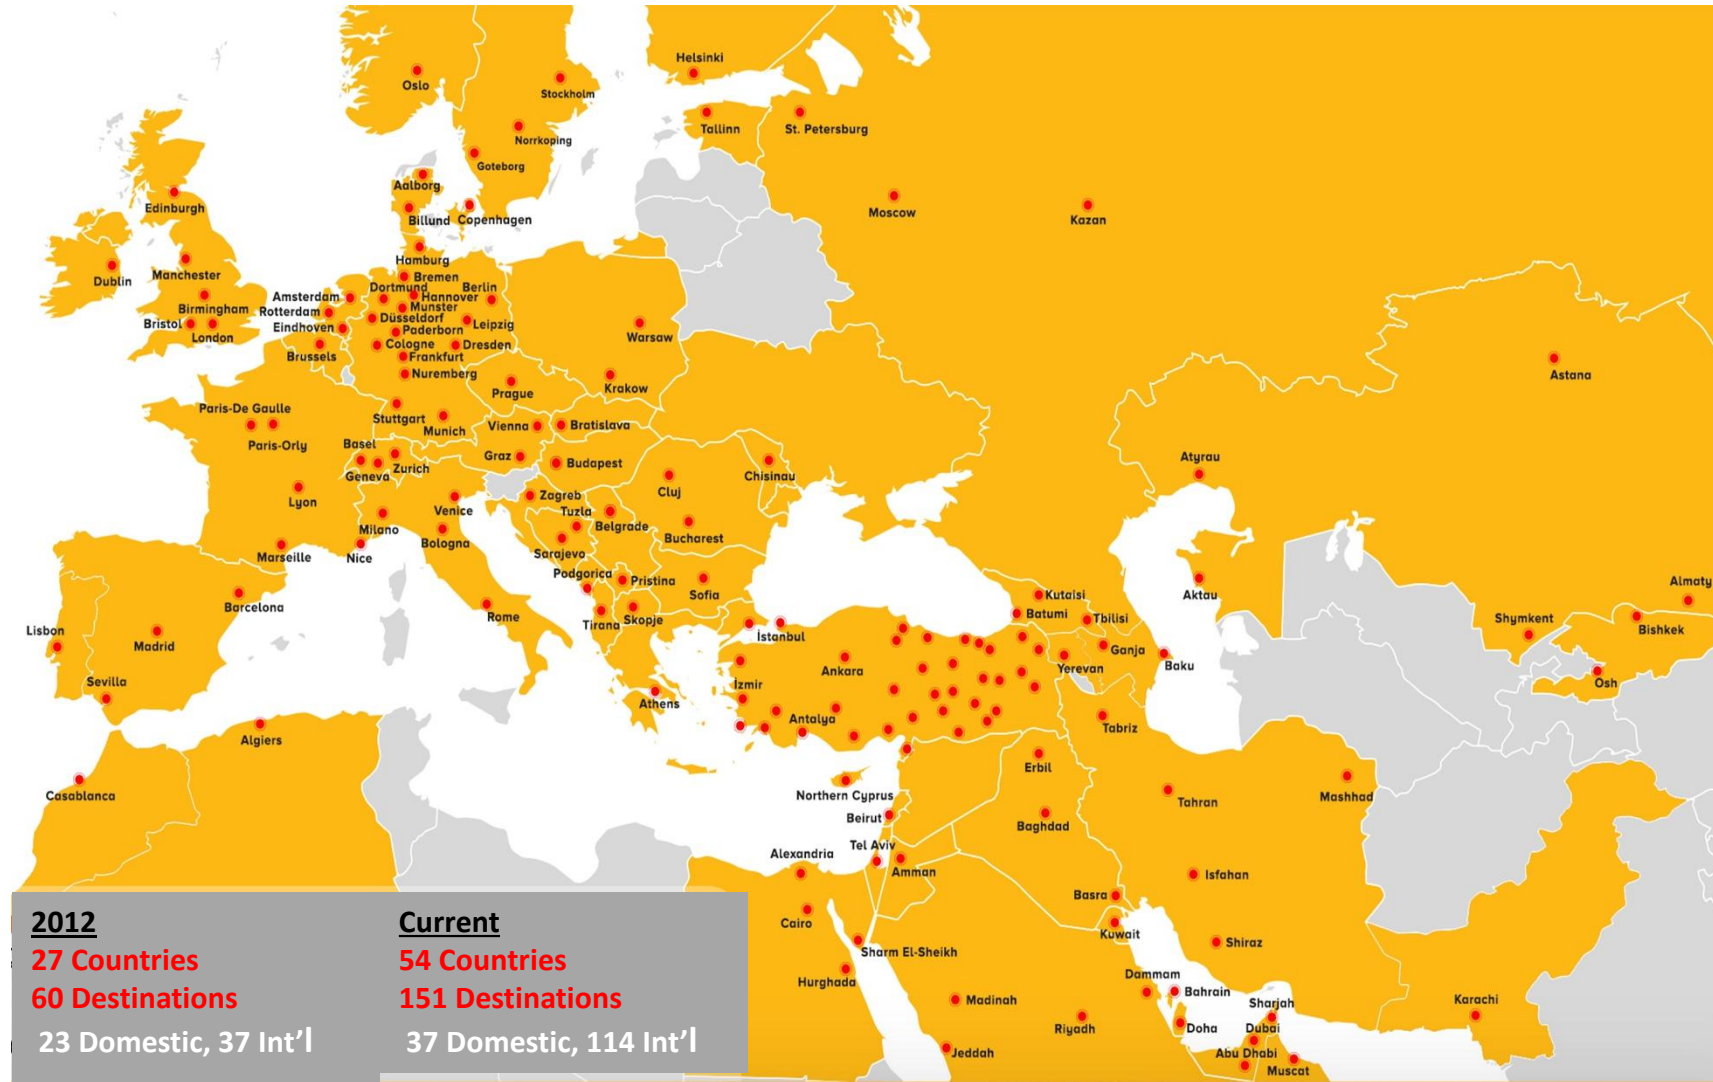 Helsinki
Oslo
Stockholm
Tallinn
St. Petersburg
Norrkoping
Goteborg
Aalborg
Moscow
Kazan
Edinburgh
Billund
Copenhagen
Hamburg
Dublin
Manchester
Bremen
Dortmund
Berlin
Amsterdam
Hannover
Birmingham
Munster
Rotterdam
Düsseldorf
Bristol
Eindhoven
Leipzig
London
Paderborn
Warsaw
Cologne
Dresden
Brussels
Frankfurt
Nuremberg
Astana
Prague
Krakow
Paris-De Gaulle
Stuttgart
Munich
Vienna
Bratislava
Paris-Orly
Basel
Geneva
Zurich
Graz
Budapest
Atyrau
Chisinau
Cluj
Lyon
Zagreb
Venice
Tuzla
Milano
Belgrade
Bologna
Bucharest
Sarajevo
Marseille
Nice
Podgorica
Pristina
Almaty
Sofia
Aktau
Kutaisi
Barcelona
Rome
Batumi
Tbilisi
Skopje
Tirana
Shymkent
Lisbon
Bishkek
İstanbul
Madrid
Ganja
Baku
Yerevan
Ankara
Sevilla
İzmir
Osh
Athens
Antalya
Tabriz
Algiers
Erbil
Casablanca
Northern Cyprus
Tahran
Mashhad
Beirut
Baghdad
Tel Aviv
Alexandria
Amman
Isfahan
Basra
Cairo
Kuwait
Shiraz
Sharm El-Sheikh
Hurghada
Dammam
Bahrain
Madinah
Sharjah
Karachi
Riyadh
Doha
Dubai
Jeddah
Abu Dhabi
Muscat
2012
27 Countries
60 Destinations
23 Domestic, 37 Int’l
Current
54 Countries
151 Destinations
37 Domestic, 114 Int’l